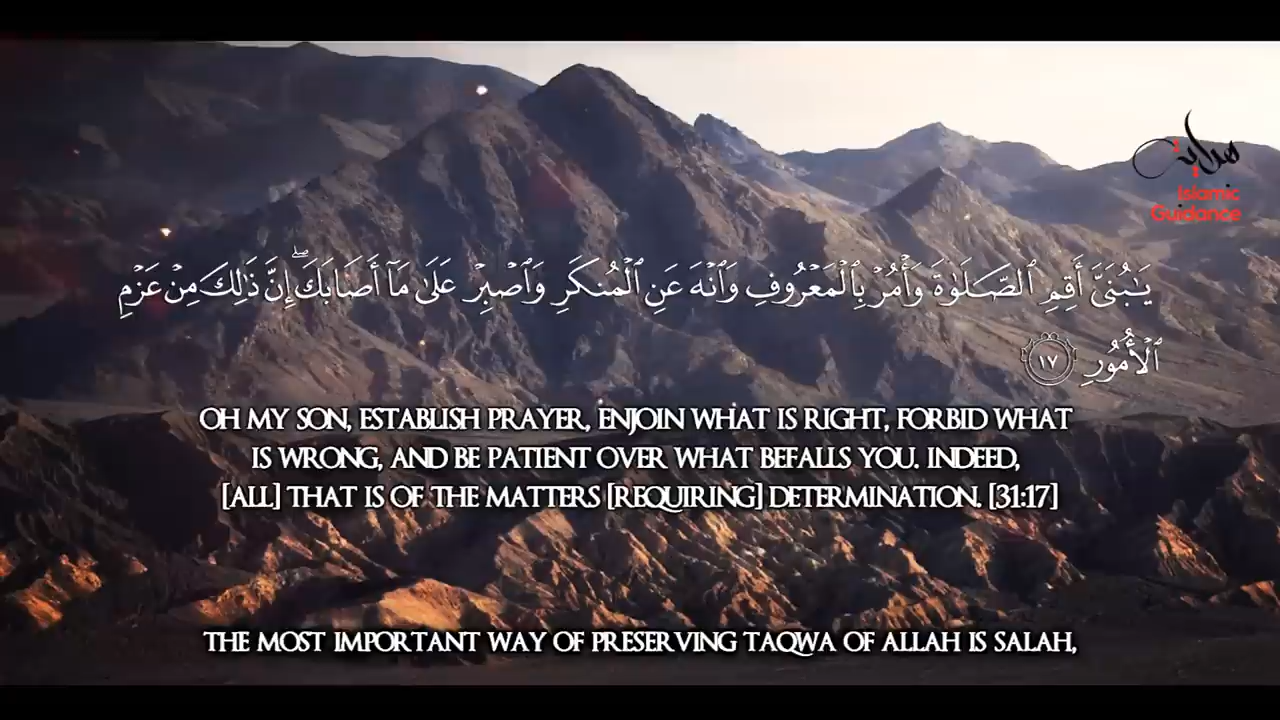 هداية
Islamic
Guidance
يَٰبُنَىَّ أَقِمِ ٱلصَّلَوٰةَ وَأْمُرْ بِٱلْمَعْرُوفِ وَٱنْهَ عَنِ ٱلْمُنكَرِ وَٱصْبِرْ عَلَىٰ مَآ أَصَابَكَ ۖ إِنَّ ذَٰلِكَ مِنْ عَزْمِ
ٱلْأُمُورِ ١٧
OH MY SON, ESTABLISH PRAYER, ENJOIN WHAT IS RIGHT, FORBID WHAT
IS WRONG, AND BE PATIENT OVER WHAT BEFALLS YOU. INDEED,
[ALL] THAT IS OF THE MATTERS [REQUIRING] DETERMINATION. [31:17]
THE MOST IMPORTANT WAY OF PRESERVING TAQWA OF ALLAH IS SALAH,